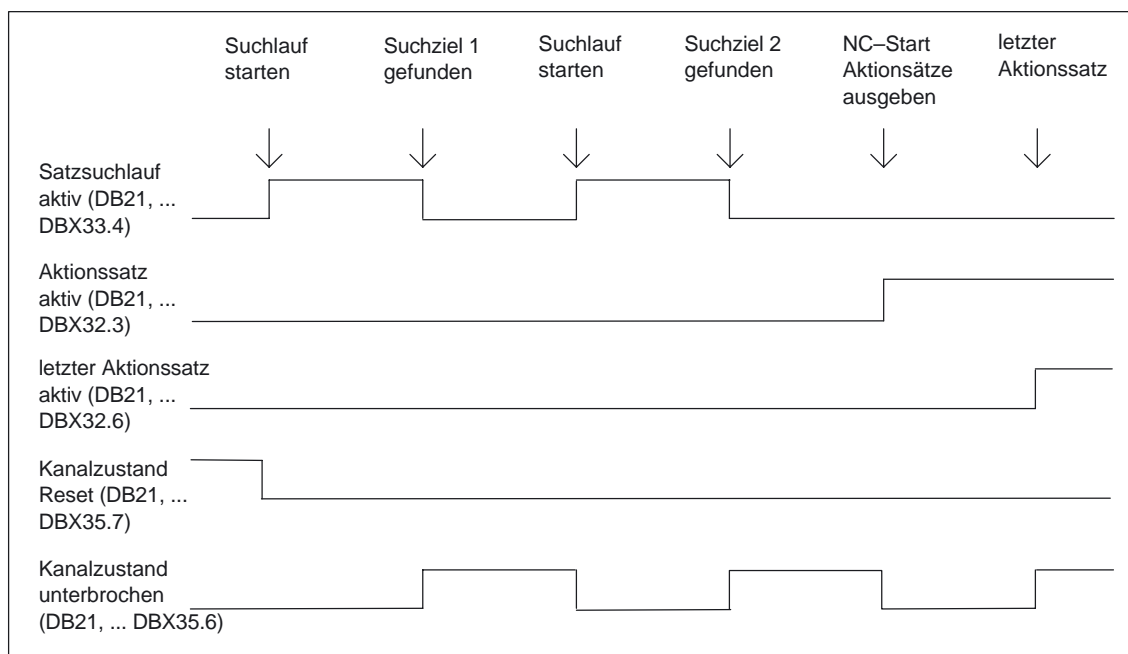 Suchlauf
starten
Suchziel 1
gefunden
Suchlauf
starten
Suchziel 2
gefunden
NC–Start
Aktionsätze
ausgeben
letzter
Aktionssatz
Satzsuchlauf
aktiv (DB21, ...
DBX33.4)
Aktionssatz
aktiv (DB21, ...
DBX32.3)
letzter Aktionssatz
aktiv (DB21, ...
DBX32.6)
Kanalzustand
Reset (DB21, ...
DBX35.7)
Kanalzustand
unterbrochen
(DB21, ... DBX35.6)